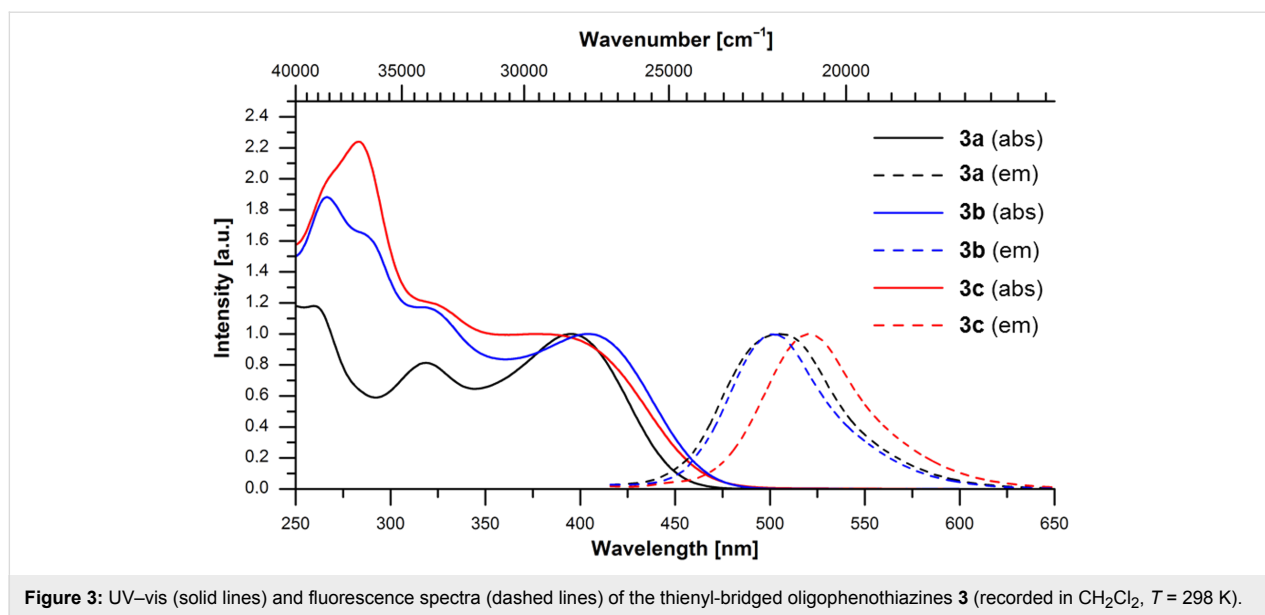 Wavenumber [cm⁻¹]
40000 35000 30000 25000 20000
2.4
2.2
2.0
1.8
1.6
1.4
1.2
1.0
0.8
0.6
0.4
0.2
0.0
Intensity [a.u.]
3a (abs)
3a (em)
3b (abs)
3b (em)
3c (abs)
3c (em)
250 300 350 400 450 500 550 600 650
Wavelength [nm]
Figure 3: UV–vis (solid lines) and fluorescence spectra (dashed lines) of the thienyl-bridged oligophenothiazines 3 (recorded in CH₂Cl₂, T = 298 K).